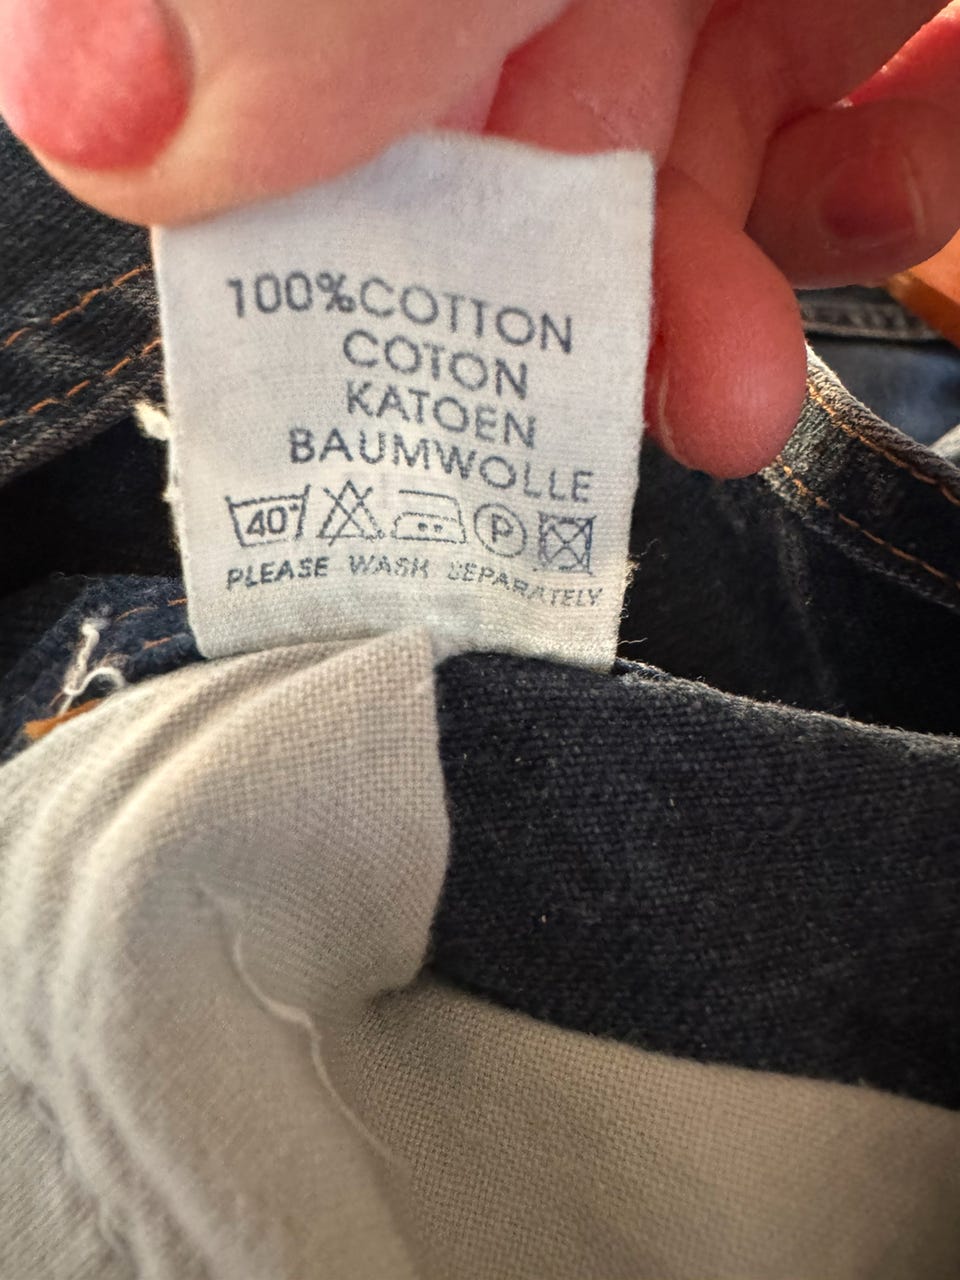 100%COTTON
COTON
KATOEN
BAUMWOLLE
40° P
PLEASE WASH SEPARATELY